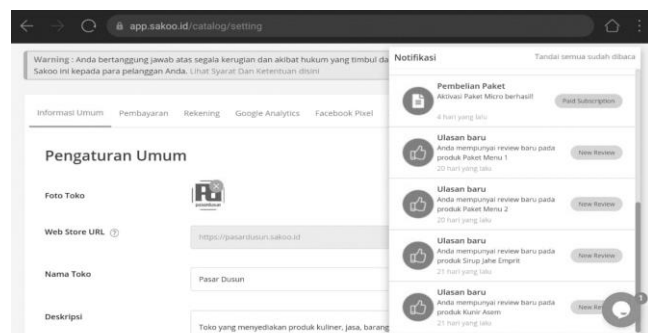 app.sakoo.id/catalog/setting
Warning : Anda bertanggung jawab atas segala kerugian dan akibat hukum yang timbul da
Sakoo ini kepada para pelanggan Anda. Lihat Syarat Dan Ketentuan disini
Informasi Umum Pembayaran Rekening Google Analytics Facebook Pixel
Pengaturan Umum
Foto Toko
Web Store URL
https://pasardusun.sakoo.id
Nama Toko
Pasar Dusun
Deskripsi
Toko yang menyediakan produk kuliner, jasa, barang
Notifikasi
Tandai semua sudah dibaca
Pembelian Paket
Aktivasi Paket Micro berhasil!
Paid Subscription
4 hari yang lalu
Ulasan baru
Anda mempunyai review baru pada
produk Paket Menu 1
New Review
20 hari yang lalu
Ulasan baru
Anda mempunyai review baru pada
produk Paket Menu 2
New Review
20 hari yang lalu
Ulasan baru
Anda mempunyai review baru pada
produk Sirup Jahe Emprit
New Review
21 hari yang lalu
Ulasan baru
Anda mempunyai review baru pada
produk Kunir Asem
New Re
21 hari yang lalu
1